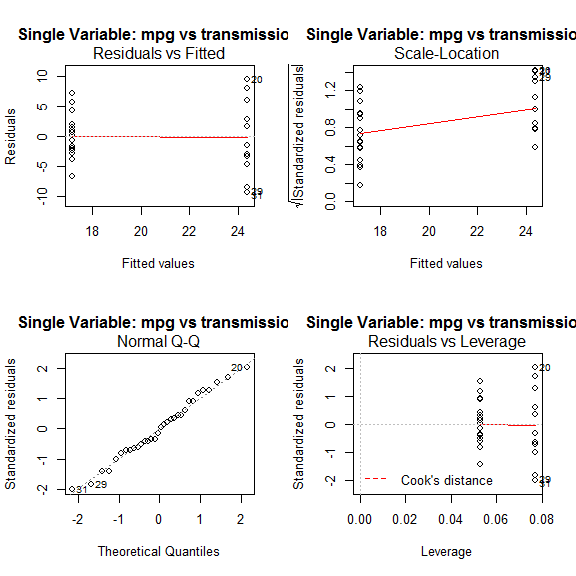 Single Variable: mpg vs transmissio
Residuals vs Fitted
Residuals
10
5
0
-5
-10
20
29
31
18 20 22 24
Fitted values
Single Variable: mpg vs transmissio
Scale-Location
√|Standardized residuals
1.2
0.8
0.4
0.0
29
18 20 22 24
Fitted values
Single Variable: mpg vs transmissio
Normal Q-Q
Standardized residuals
2
1
0
-1
-2
20
29
31
-2 -1 0 1 2
Theoretical Quantiles
Single Variable: mpg vs transmissio
Residuals vs Leverage
Standardized residuals
2
1
0
-1
-2
20
29
31
Cook's distance
0.00 0.02 0.04 0.06 0.08
Leverage